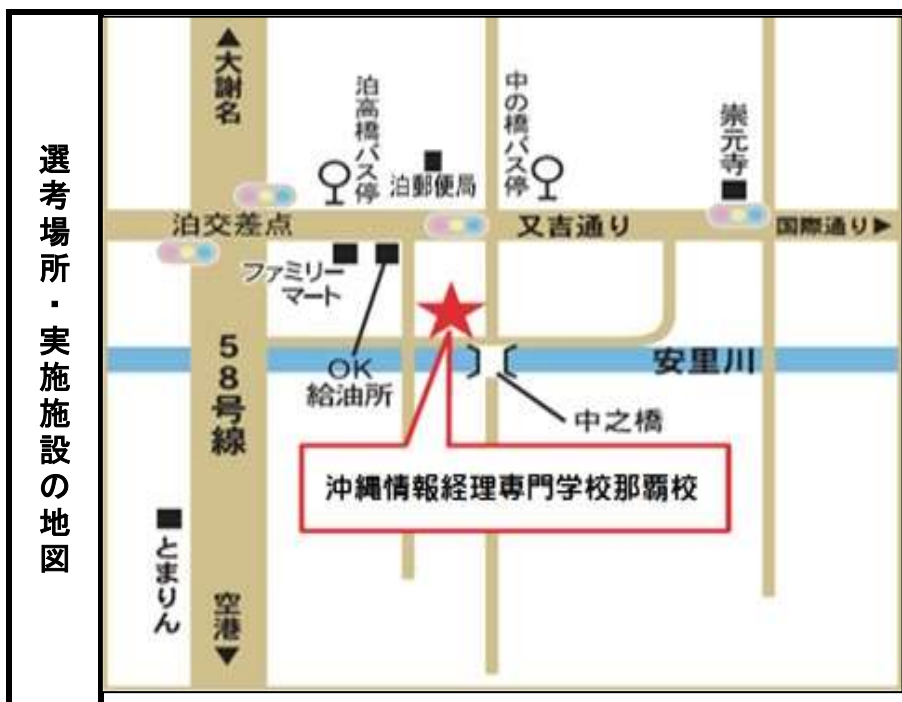 選考場所・実施施設の地図
▲大謝名
泊高橋バス停
泊郵便局
中の橋バス停
崇元寺
泊交差点
又吉通り
国際通り▶
ファミリー
マート
OK
給油所
58号線
安里川
中之橋
沖縄情報経理専門学校那覇校
とまりん
空港▼